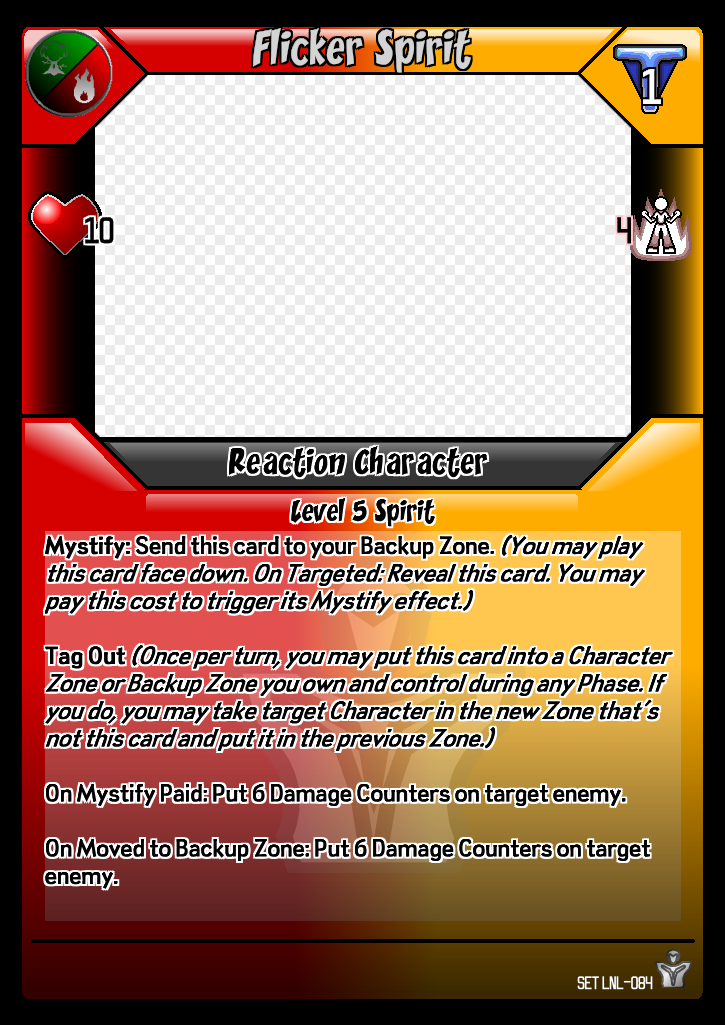 Flicker Spirit
1
10
4
Reaction Character
Level 5 Spirit
Mystify: Send this card to your Backup Zone. (You may play
this card face down. On Targeted: Reveal this card. You may
pay this cost to trigger its Mystify effect.)
Tag Out (Once per turn, you may put this card into a Character
Zone or Backup Zone you own and control during any Phase. If
you do, you may take target Character in the new Zone that's
not this card and put it in the previous Zone.)
On Mystify Paid: Put 6 Damage Counters on target enemy.
On Moved to Backup Zone: Put 6 Damage Counters on target
enemy.
SET LNL-084